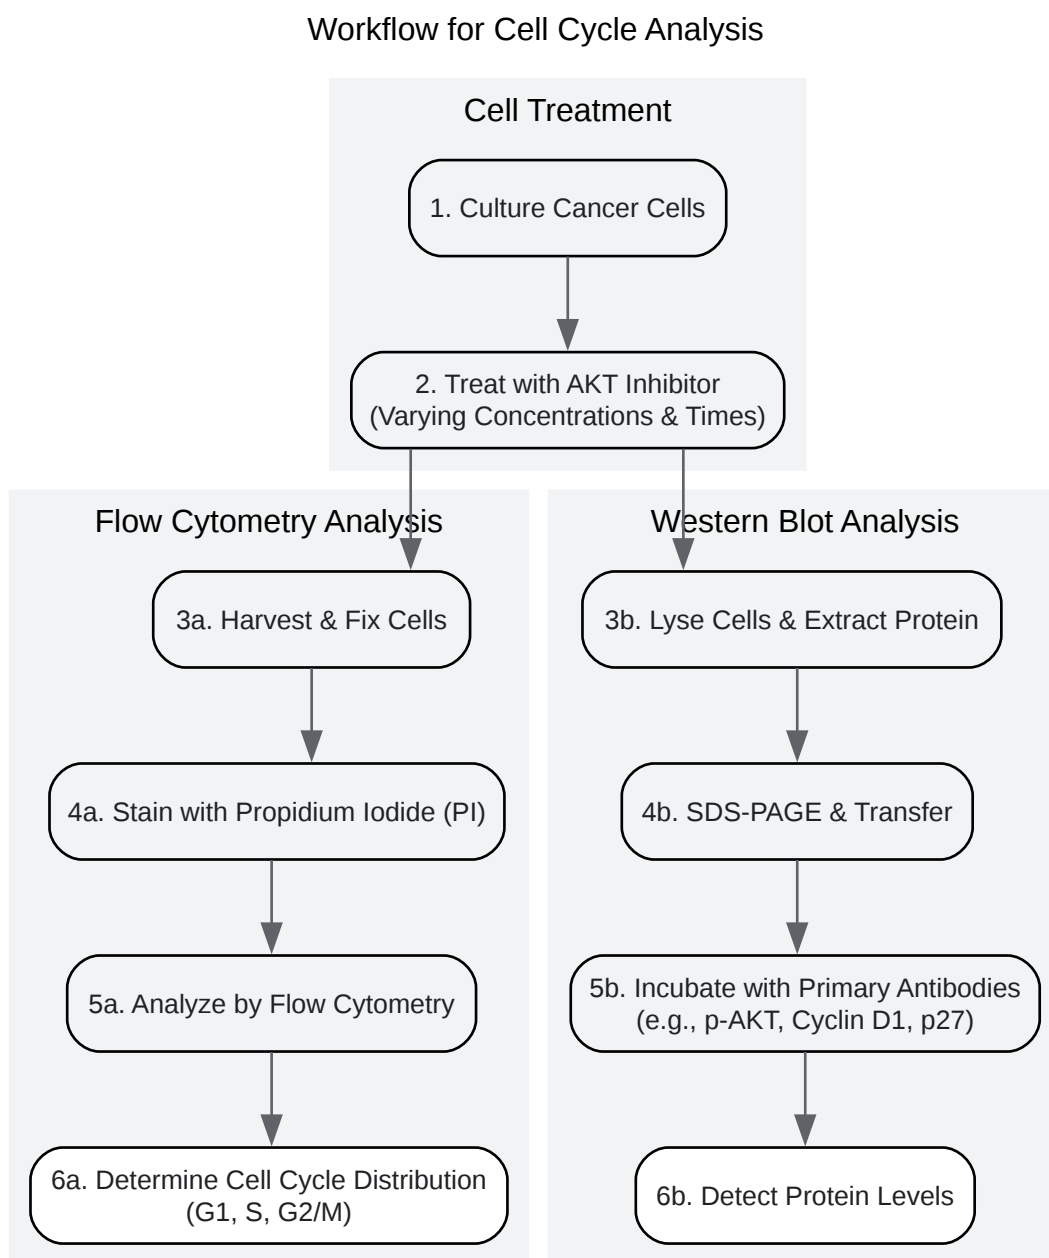 Workflow for Cell Cycle Analysis
Cell Treatment
1. Culture Cancer Cells
2. Treat with AKT Inhibitor
(Varying Concentrations & Times)
Flow Cytometry Analysis
3a. Harvest & Fix Cells
4a. Stain with Propidium Iodide (PI)
5a. Analyze by Flow Cytometry
6a. Determine Cell Cycle Distribution
(G1, S, G2/M)
Western Blot Analysis
3b. Lyse Cells & Extract Protein
4b. SDS-PAGE & Transfer
5b. Incubate with Primary Antibodies
(e.g., p-AKT, Cyclin D1, p27)
6b. Detect Protein Levels